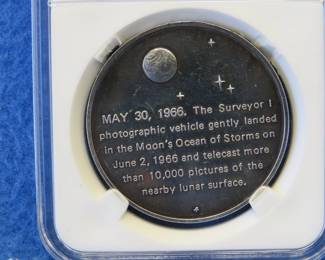 MAY 30, 1966. The Surveyor I
photographic vehicle gently landed
in the Moon's Ocean of Storms on
June 2, 1966 and telecast more
than 10,000 pictures of the
nearby lunar surface.